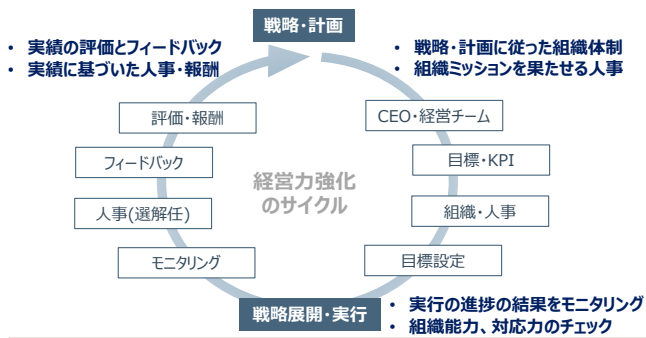 戦略・計画
• 実績の評価とフィードバック
• 実績に基づいた人事・報酬
• 戦略・計画に従った組織体制
• 組織ミッションを果たせる人事
評価・報酬
CEO・経営チーム
フィードバック
目標・KPI
経営力強化
のサイクル
人事(選解任)
組織・人事
モニタリング
目標設定
戦略展開・実行
• 実行の進捗の結果をモニタリング
• 組織能力、対応力のチェック